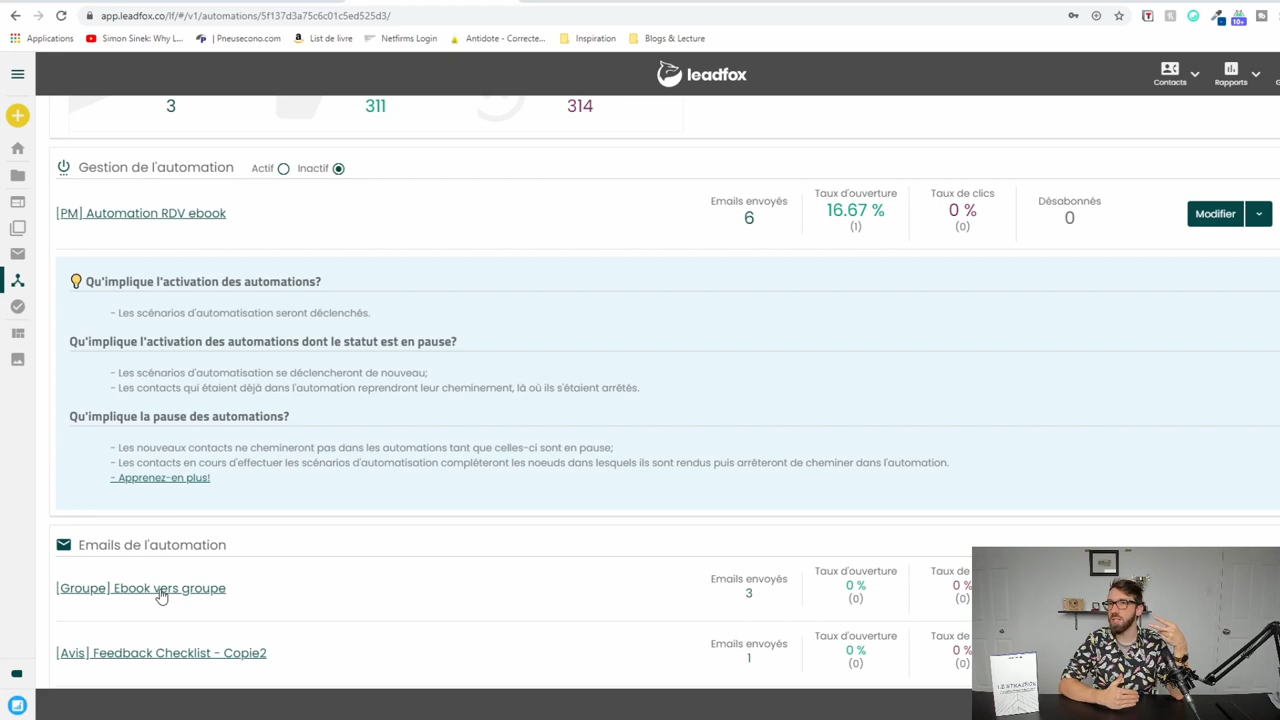 app.leadfox.co/lf/#/v1/automations/5f137d3a75c6c01c5ed525d3/
10+
Applications
Simon Sinek: Why L...
| Pneusecono.com
List de livre
Netfirms Login
Antidote - Correcte...
Inspiration
Blogs & Lecture
leadfox
Contacts
Rapports
3
311
314
Gestion de l'automation
Actif
Inactif
[PM] Automation RDV ebook
Emails envoyés
6
Taux d'ouverture
16.67 %
(1)
Taux de clics
0 %
(0)
Désabonnés
0
Modifier
Qu'implique l'activation des automations?
- Les scénarios d'automatisation seront déclenchés.
Qu'implique l'activation des automations dont le statut est en pause?
- Les scénarios d'automatisation se déclencheront de nouveau;
- Les contacts qui étaient déjà dans l'automation reprendront leur cheminement, là où ils s'étaient arrêtés.
Qu'implique la pause des automations?
- Les nouveaux contacts ne chemineront pas dans les automations tant que celles-ci sont en pause;
- Les contacts en cours d'effectuer les scénarios d'automatisation complèteront les noeuds dans lesquels ils sont rendus puis arrêteront de cheminer dans l'automation.
- Apprenez-en plus!
Emails de l'automation
[Groupe] Ebook vers groupe
Emails envoyés
3
Taux d'ouverture
0 %
(0)
Taux de
0 %
(0)
[Avis] Feedback Checklist - Copie2
Emails envoyés
1
Taux d'ouverture
0 %
(0)
Taux de
0 %
(0)